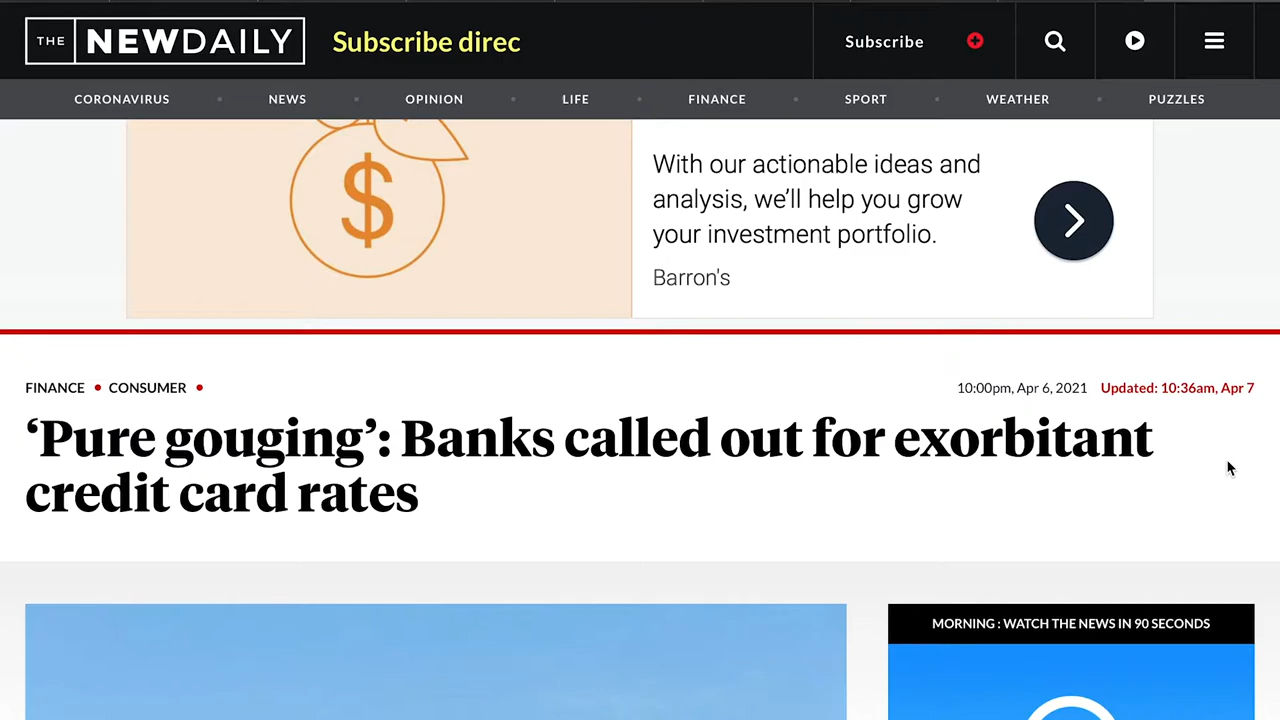 THE NEWDAILY
Subscribe direc
Subscribe
CORONAVIRUS
NEWS
OPINION
LIFE
FINANCE
SPORT
WEATHER
PUZZLES
$
With our actionable ideas and
analysis, we’ll help you grow
your investment portfolio.
Barron's
FINANCE • CONSUMER •
10:00pm, Apr 6, 2021 Updated: 10:36am, Apr 7
‘Pure gouging’: Banks called out for exorbitant
credit card rates
MORNING : WATCH THE NEWS IN 90 SECONDS